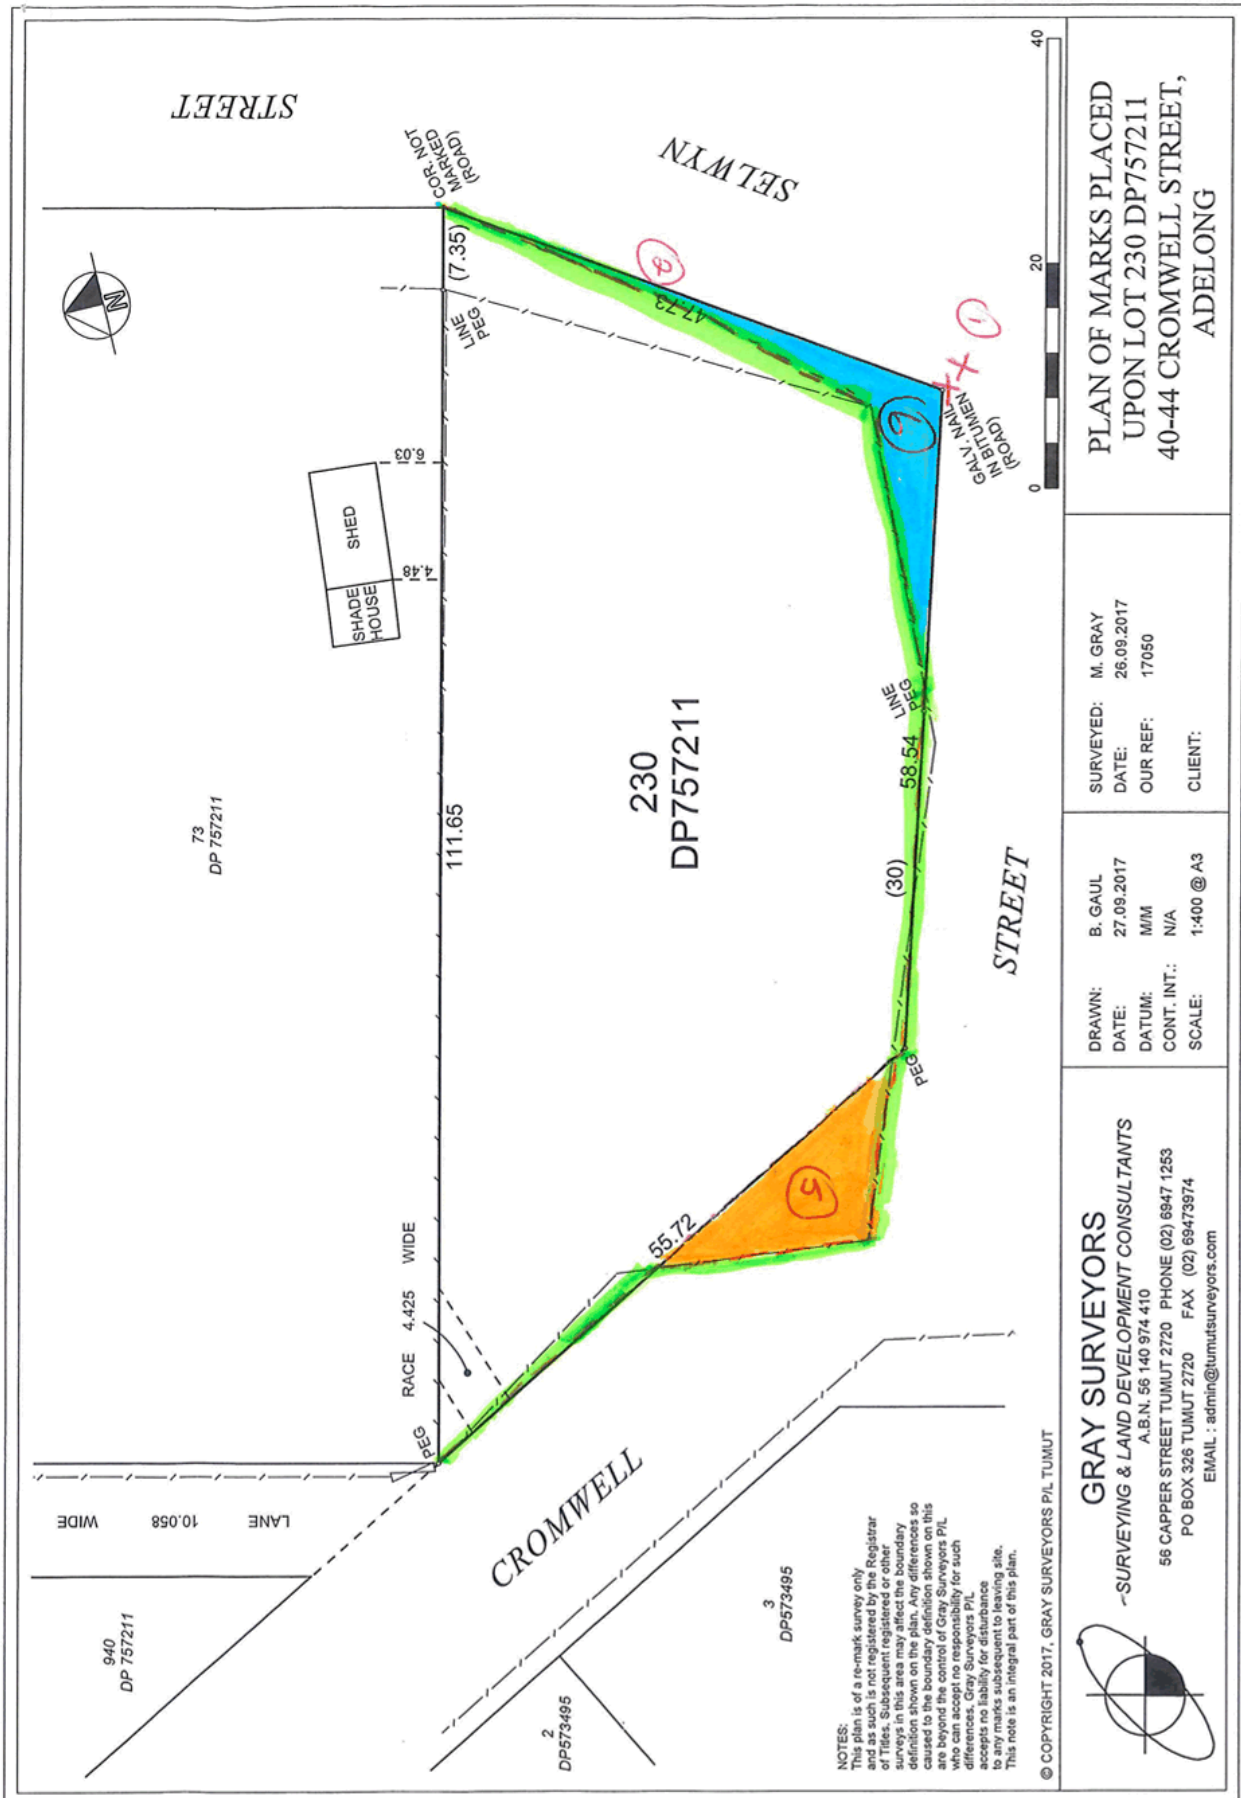 STREET
SELWYN
COR. NOT
MARKED
(ROAD)
(7.35)
LINE
PEG
47.73
6.03
4.48
SHED
SHADE
HOUSE
73
DP 757211
111.65
230
DP757211
GALV. NAIL
IN BITUMEN
(ROAD)
1
LINE
PEG
58.54
(30)
STREET
PEG
55.72
RACE 4.425 WIDE
PEG
CROMWELL
LANE 10.058 WIDE
940
DP 757211
2
DP573495
3
DP573495
N
0 20 40
NOTES:
This plan is of a re-mark survey only
and as such is not registered by the Registrar
of Titles. Subsequent registered or other
surveys in this area may affect the boundary
definition shown on the plan. Any differences so
caused to the boundary definition shown on this
are beyond the control of Gray Surveyors P/L
who can accept no responsibility for such
differences. Gray Surveyors P/L
accepts no liability for disturbance
to any marks subsequent to leaving site.
This note is an integral part of this plan.
© COPYRIGHT 2017, GRAY SURVEYORS P/L TUMUT
GRAY SURVEYORS
~SURVEYING & LAND DEVELOPMENT CONSULTANTS
A.B.N. 56 140 974 410
56 CAPPER STREET TUMUT 2720 PHONE (02) 6947 1253
PO BOX 326 TUMUT 2720 FAX (02) 69473974
EMAIL : admin@tumutsurveyors.com
DRAWN: B. GAUL
DATE: 27.09.2017
DATUM: M/M
CONT. INT.: N/A
SCALE: 1:400 @ A3
SURVEYED: M. GRAY
DATE: 26.09.2017
OUR REF: 17050
CLIENT:
PLAN OF MARKS PLACED
UPON LOT 230 DP757211
40-44 CROMWELL STREET,
ADELONG